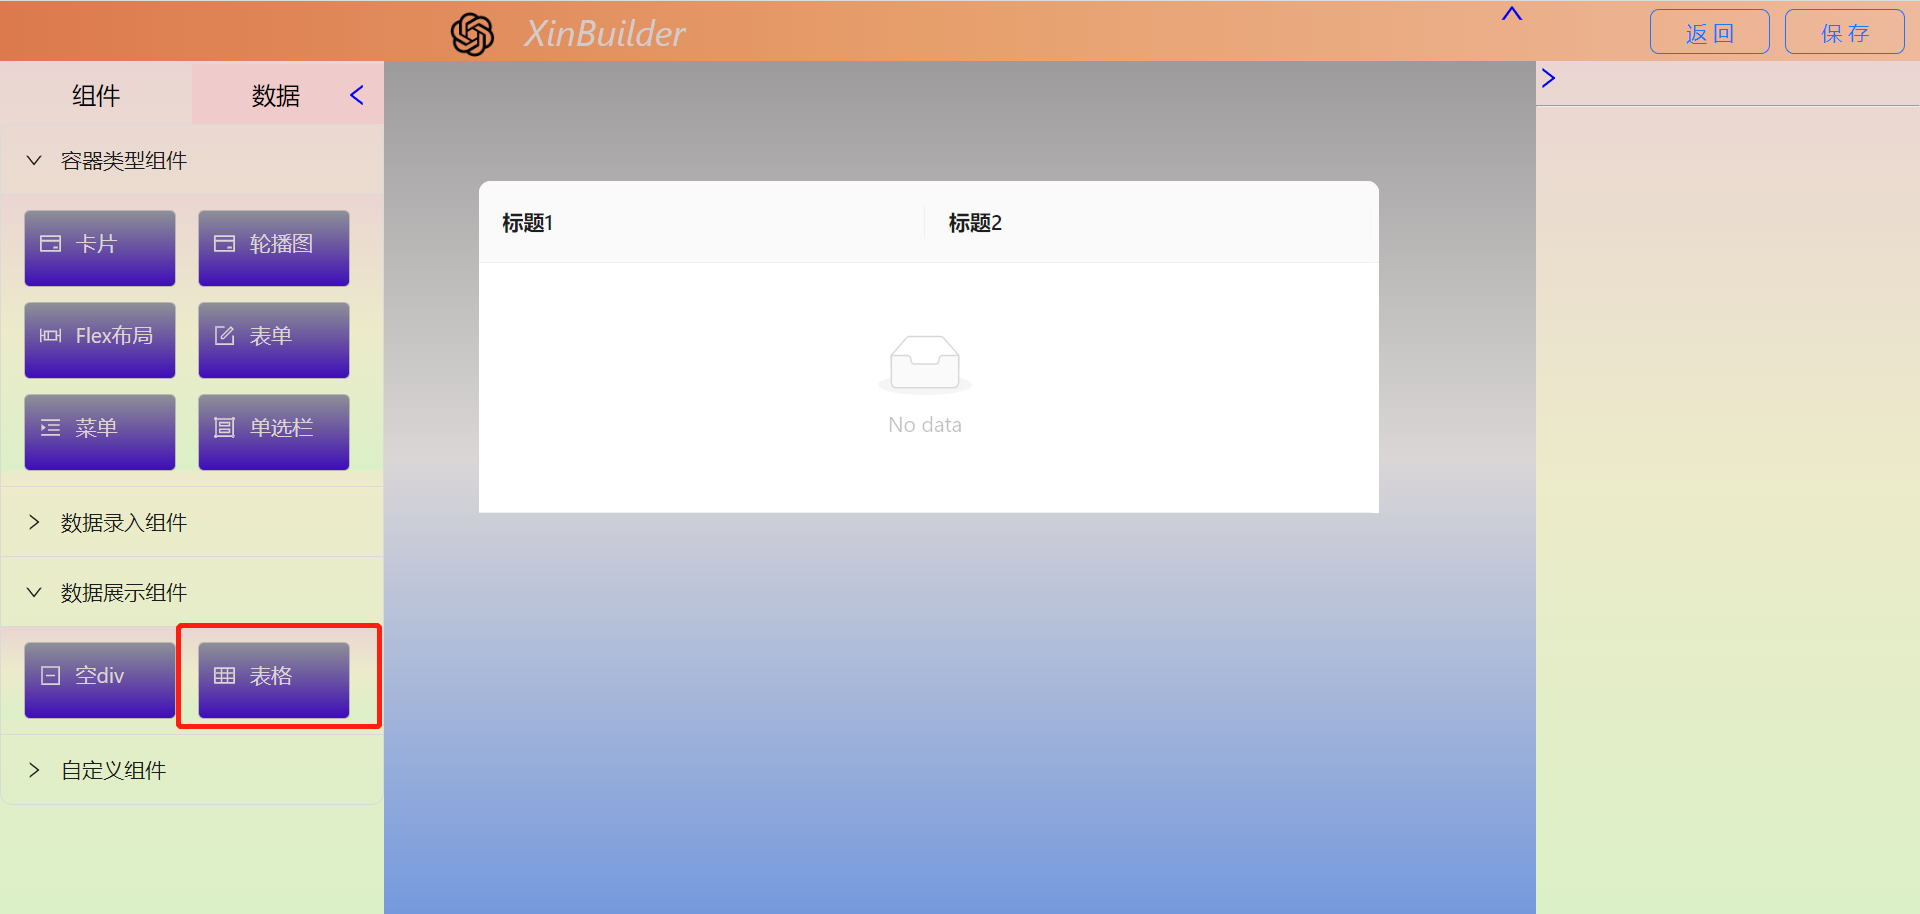 XinBuilder
返 回
保 存
组件
数据
容器类型组件
卡片
轮播图
Flex布局
表单
菜单
单选栏
数据录入组件
数据展示组件
空div
表格
自定义组件
标题1
标题2
No data